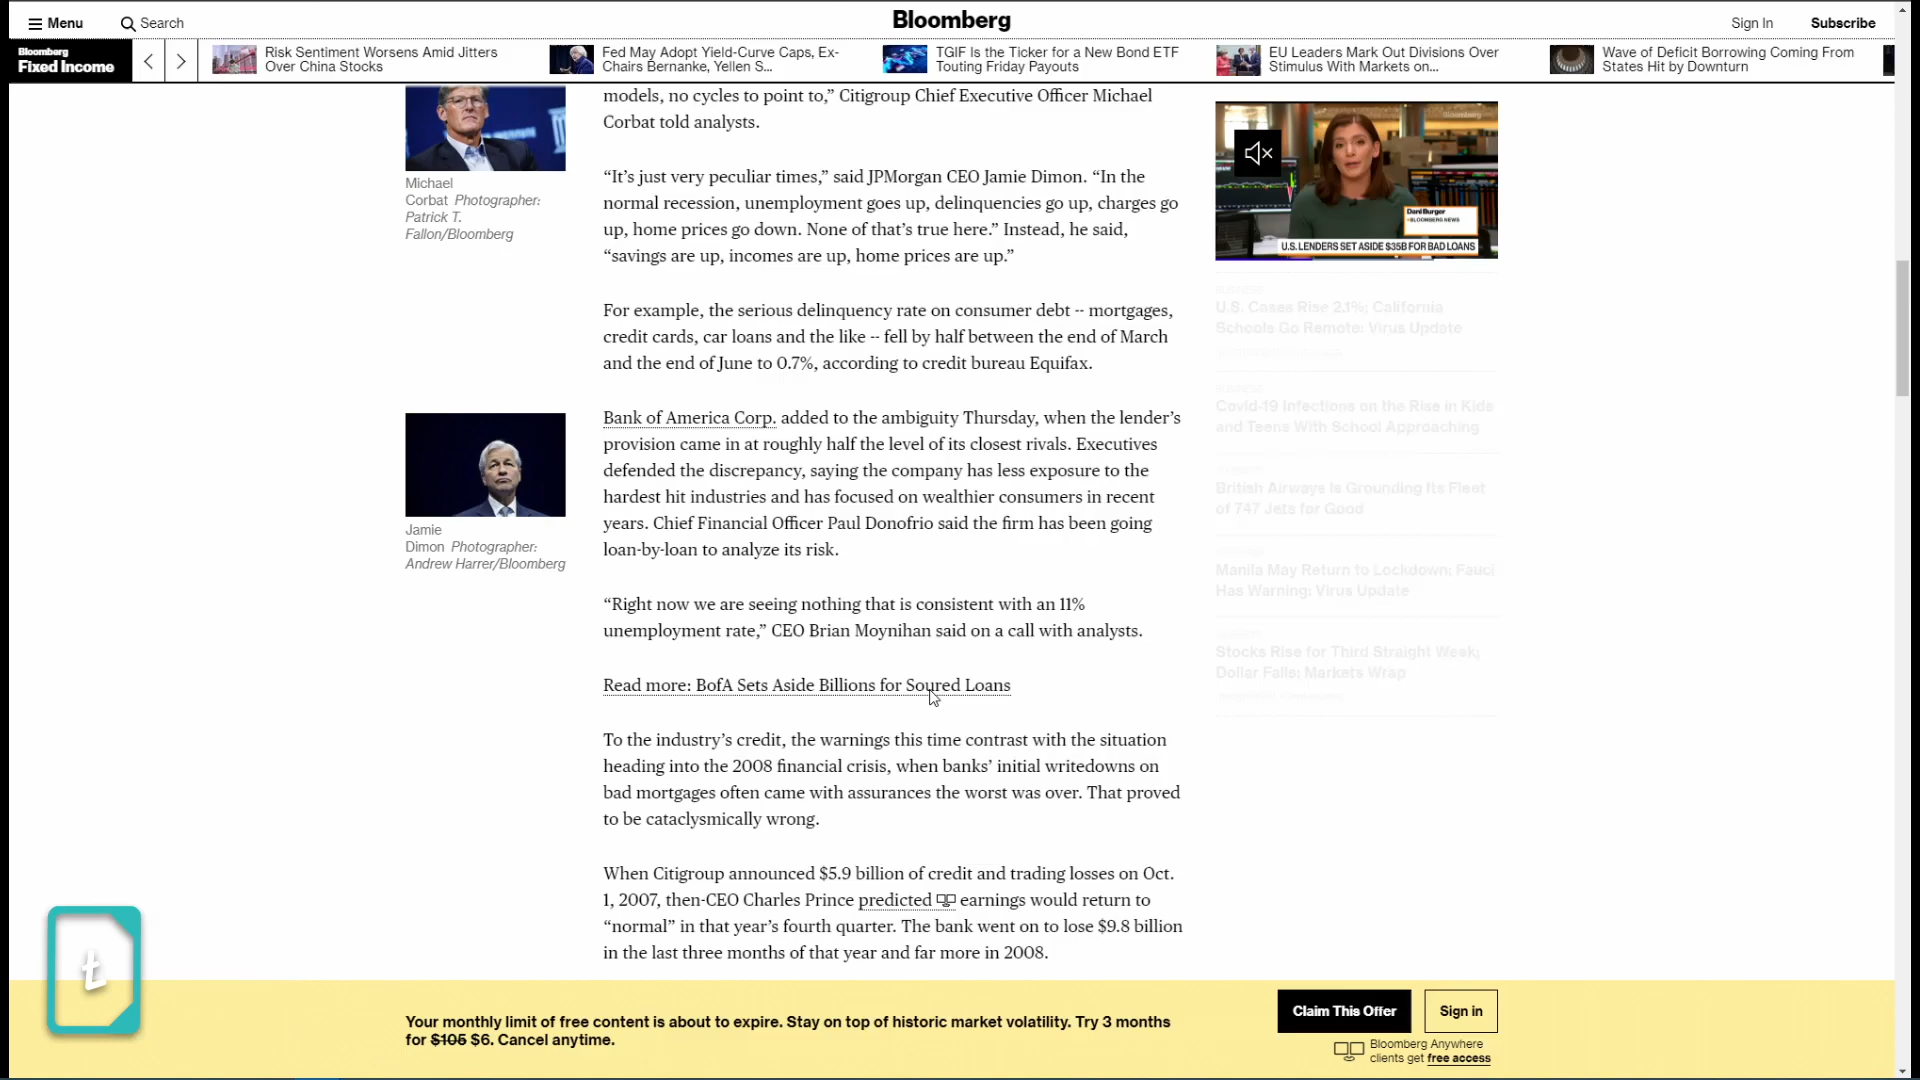 Menu
Search
Bloomberg
Sign In
Subscribe
Bloomberg
Fixed Income
Risk Sentiment Worsens Amid Jitters
Over China Stocks
Fed May Adopt Yield-Curve Caps, Ex-
Chairs Bernanke, Yellen S...
TGIF Is the Ticker for a New Bond ETF
Touting Friday Payouts
EU Leaders Mark Out Divisions Over
Stimulus With Markets on...
Wave of Deficit Borrowing Coming From
States Hit by Downturn
Michael
Corbat Photographer:
Patrick T.
Fallon/Bloomberg
Jamie
Dimon Photographer:
Andrew Harrer/Bloomberg
models, no cycles to point to,” Citigroup Chief Executive Officer Michael
Corbat told analysts.
“It’s just very peculiar times,” said JPMorgan CEO Jamie Dimon. “In the
normal recession, unemployment goes up, delinquencies go up, charges go
up, home prices go down. None of that’s true here.” Instead, he said,
“savings are up, incomes are up, home prices are up.”
For example, the serious delinquency rate on consumer debt -- mortgages,
credit cards, car loans and the like -- fell by half between the end of March
and the end of June to 0.7%, according to credit bureau Equifax.
Bank of America Corp. added to the ambiguity Thursday, when the lender’s
provision came in at roughly half the level of its closest rivals. Executives
defended the discrepancy, saying the company has less exposure to the
hardest hit industries and has focused on wealthier consumers in recent
years. Chief Financial Officer Paul Donofrio said the firm has been going
loan-by-loan to analyze its risk.
“Right now we are seeing nothing that is consistent with an 11%
unemployment rate,” CEO Brian Moynihan said on a call with analysts.
Read more: BofA Sets Aside Billions for Soured Loans
To the industry’s credit, the warnings this time contrast with the situation
heading into the 2008 financial crisis, when banks’ initial writedowns on
bad mortgages often came with assurances the worst was over. That proved
to be cataclysmically wrong.
When Citigroup announced $5.9 billion of credit and trading losses on Oct.
1, 2007, then-CEO Charles Prince predicted earnings would return to
“normal” in that year’s fourth quarter. The bank went on to lose $9.8 billion
in the last three months of that year and far more in 2008.
Bloomberg
Dani Burger
BLOOMBERG NEWS
U.S. LENDERS SET ASIDE $35B FOR BAD LOANS
BUSINESS
U.S. Cases Rise 2.1%; California
Schools Go Remote: Virus Update
BUSINESS
Covid-19 Infections on the Rise in Kids
and Teens With School Approaching
British Airways Is Grounding Its Fleet
of 747 Jets for Good
Manila May Return to Lockdown; Fauci
Has Warning: Virus Update
Stocks Rise for Third Straight Week;
Dollar Falls: Markets Wrap
t
Your monthly limit of free content is about to expire. Stay on top of historic market volatility. Try 3 months
for $105 $6. Cancel anytime.
Claim This Offer
Sign in
Bloomberg Anywhere
clients get free access